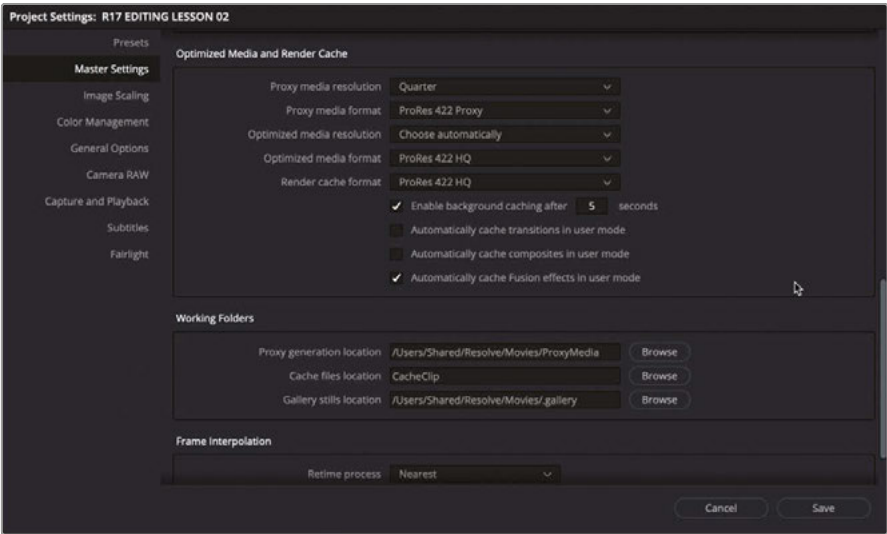 Project Settings: R17 EDITING LESSON 02
Presets
Master Settings
Image Scaling
Color Management
General Options
Camera RAW
Capture and Playback
Subtitles
Fairlight
Optimized Media and Render Cache
Proxy media resolution Quarter
Proxy media format ProRes 422 Proxy
Optimized media resolution Choose automatically
Optimized media format ProRes 422 HQ
Render cache format ProRes 422 HQ
Enable background caching after 5 seconds
Automatically cache transitions in user mode
Automatically cache composites in user mode
Automatically cache Fusion effects in user mode
Working Folders
Proxy generation location /Users/Shared/Resolve/Movies/ProxyMedia Browse
Cache files location CacheClip Browse
Gallery stills location /Users/Shared/Resolve/Movies/.gallery Browse
Frame Interpolation
Retime process Nearest
Cancel Save